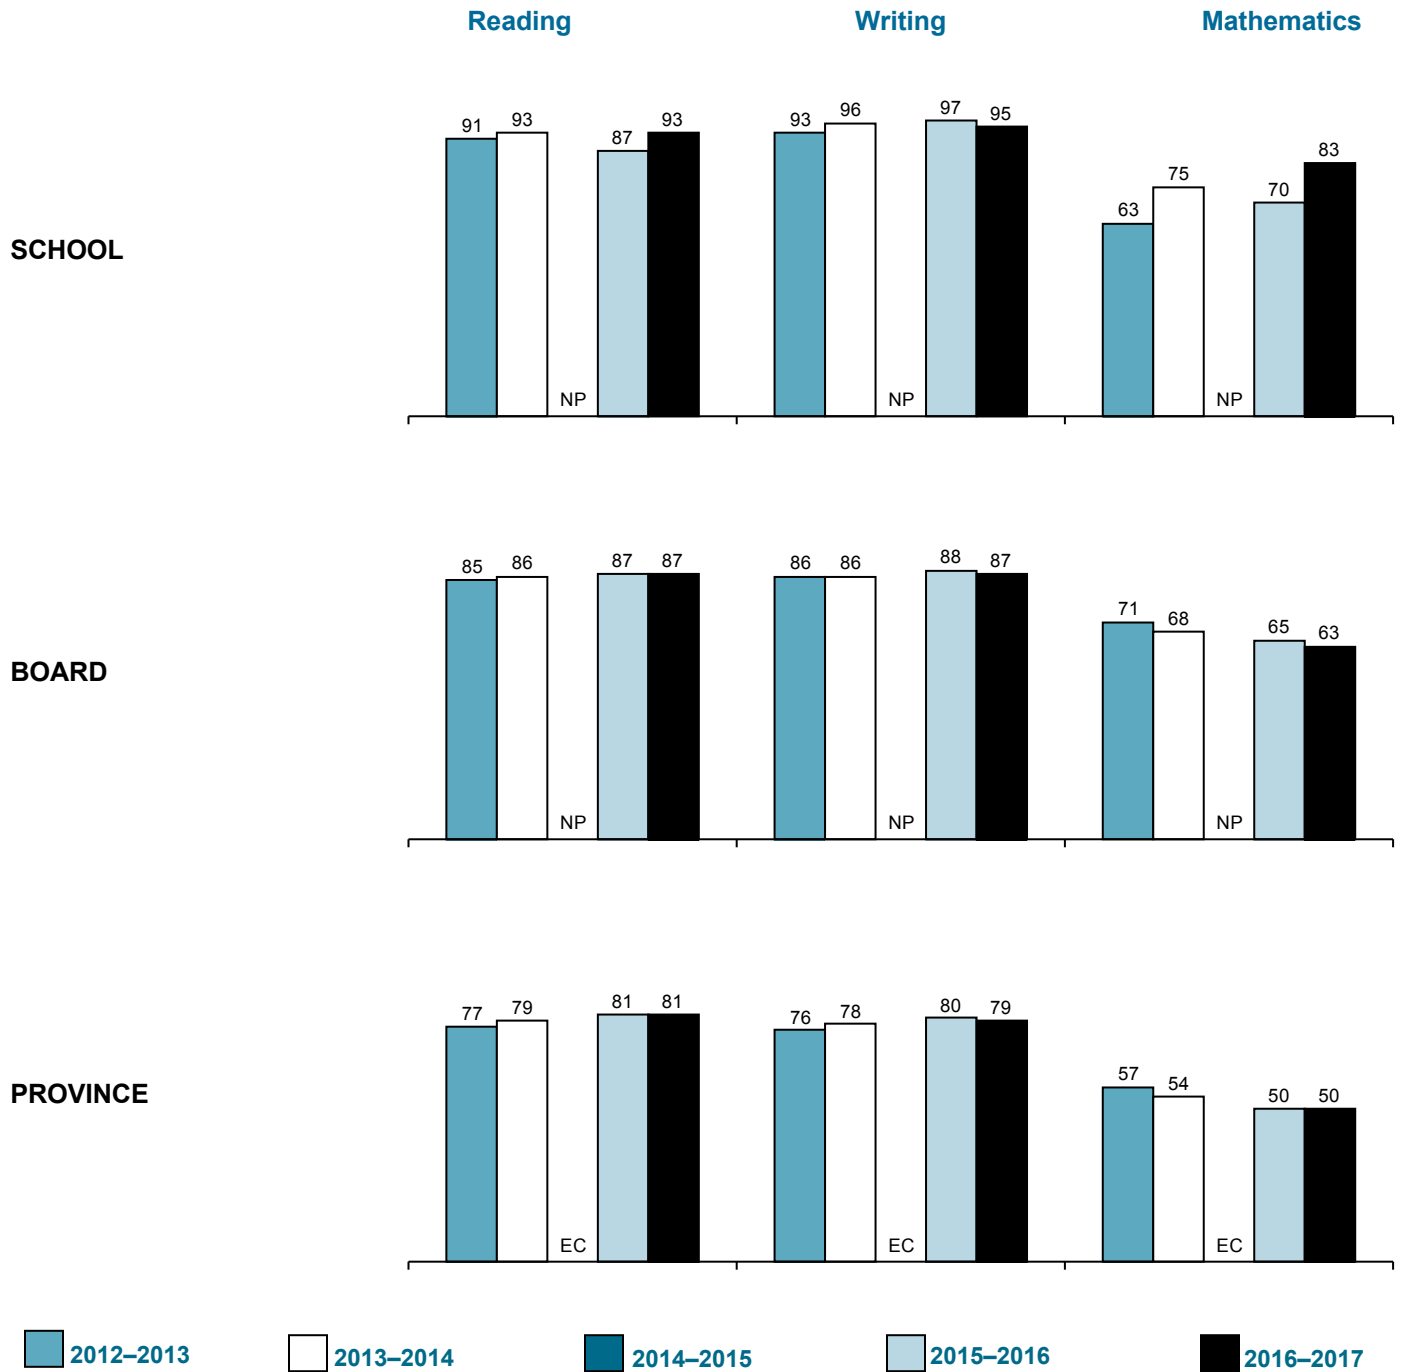 Reading Writing Mathematics
SCHOOL
91 93 NP 87 93 93 96 NP 97 95 63 75 NP 70 83
BOARD
85 86 NP 87 87 86 86 NP 88 87 71 68 NP 65 63
PROVINCE
77 79 EC 81 81 76 78 EC 80 79 57 54 EC 50 50
2012–2013 2013–2014 2014–2015 2015–2016 2016–2017